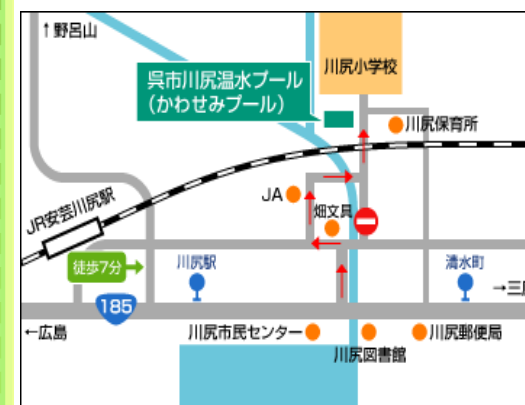 ↑野呂山
川尻小学校
呉市川尻温水プール
（かわせみプール）
川尻保育所
JA
畑文具
JR安芸川尻駅
徒歩7分→
川尻駅
清水町
→三
185
←広島
川尻市民センター
川尻図書館
川尻郵便局